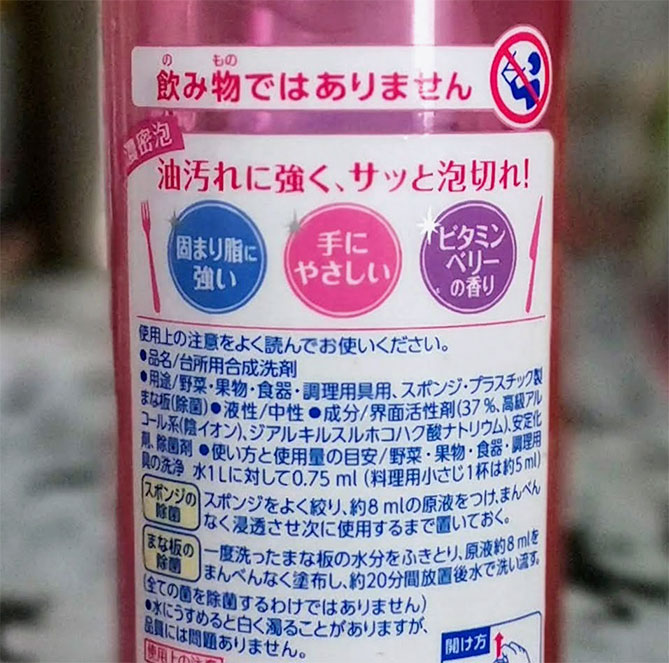 の もの
飲み物ではありません
濃密泡
油汚れに強く、サッと泡切れ!
固まり脂に
強い
手に
やさしい
ビタミン
ベリー
の香り
使用上の注意をよく読んでお使いください。
●品名/台所用合成洗剤
●用途/野菜・果物・食器・調理用具用、スポンジ・プラスチック製
まな板(除菌)●液性/中性●成分/界面活性剤(37%、高級アル
コール系(陰イオン)、ジアルキルスルホコハク酸ナトリウム)、安定化
剤、除菌剤 ●使い方と使用量の目安/野菜・果物・食器・調理用
具の洗浄 水1Lに対して0.75ml(料理用小さじ1杯は約5ml)
スポンジの
除菌
スポンジをよく絞り、約8mlの原液をつけ、まんべん
なく浸透させ次に使用するまで置いておく。
まな板の
除菌
一度洗ったまな板の水分をふきとり、原液約8mlを
まんべんなく塗布し、約20分間放置後水で洗い流す。
(全ての菌を除菌するわけではありません)
●水にうすめると白く濁ることがありますが、
品質には問題ありません。
使用上の注意
開け方